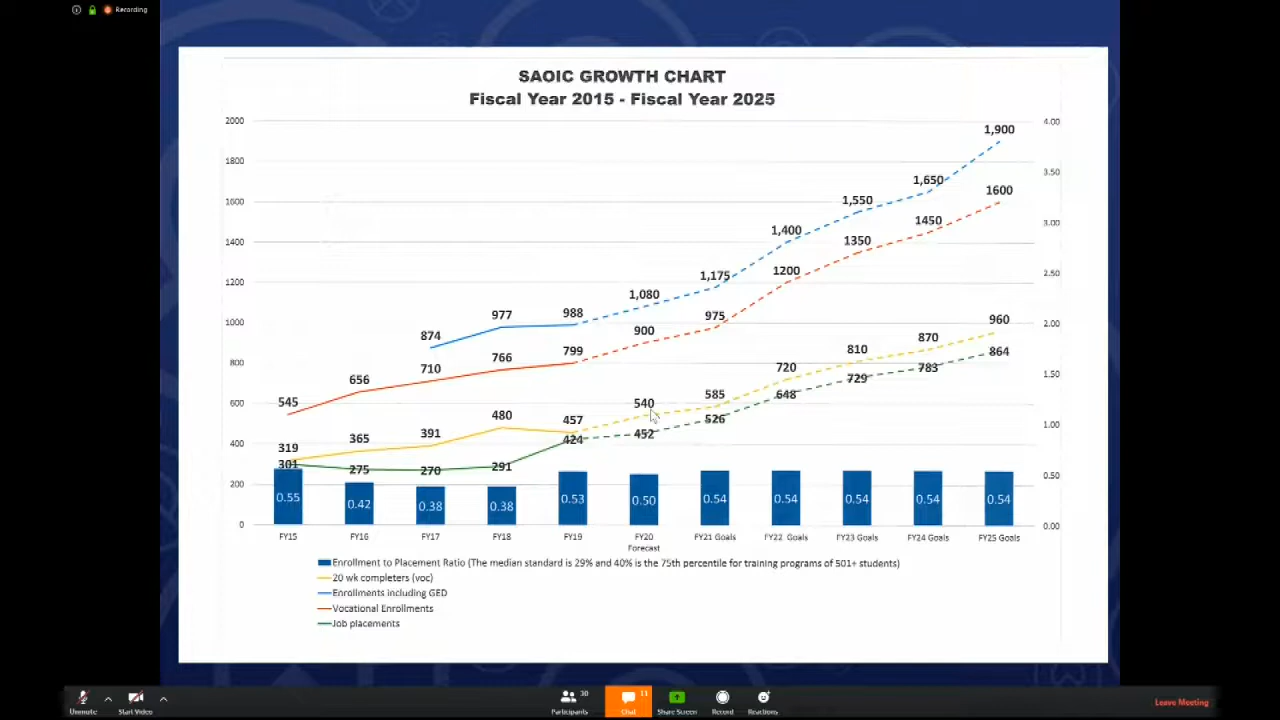 Recording
SAOIC GROWTH CHART
Fiscal Year 2015 - Fiscal Year 2025
2000 4.00
1,900
1800 3.50
1,650 1600
1,550
1600 3.00
1,400 1450
1400 1350
1,175 1200 2.50
1200
1,080
988 975 2.00
1000 977 900 960
874 870
799 810 864
800 766 720 783
710 729 1.50
656 648
600 545 540 585
480 526 1.00
457
400 365 391 424 452
319
301 275 270 291 0.50
200
0.55 0.42 0.38 0.38 0.53 0.50 0.54 0.54 0.54 0.54 0.54
0 0.00
FY15 FY16 FY17 FY18 FY19 FY20 Forecast FY21 Goals FY22 Goals FY23 Goals FY24 Goals FY25 Goals
Enrollment to Placement Ratio (The median standard is 29% and 40% is the 75th percentile for training programs of 501+ students)
20 wk completers (voc)
Enrollments including GED
Vocational Enrollments
Job placements
30 11
Unmute Start Video Participants Chat Share Screen Record Reactions Leave Meeting